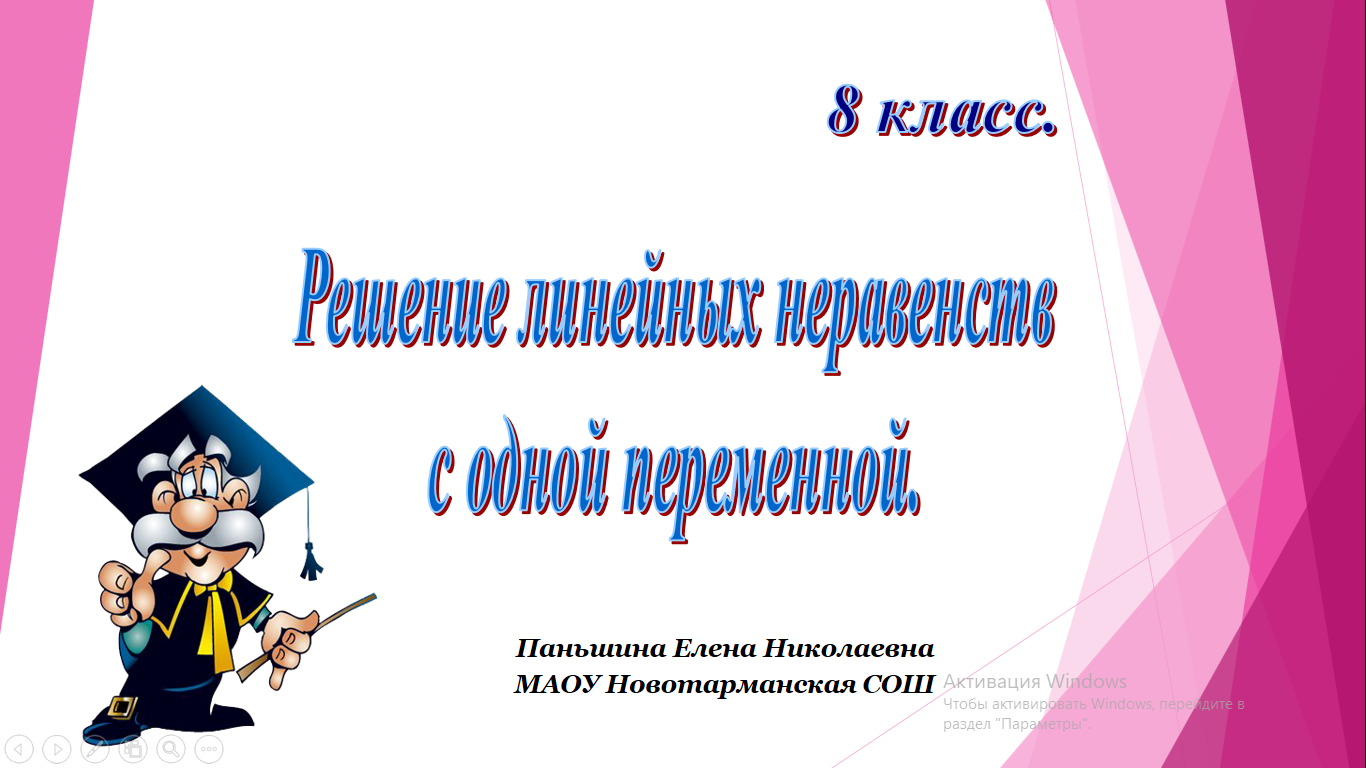 8 класс.
Решение линейных неравенств
с одной переменной.
Паньшина Елена Николаевна
МАОУ Новотарманская СОШ
Активация Windows
Чтобы активировать Windows, перейдите в
раздел "Параметры".